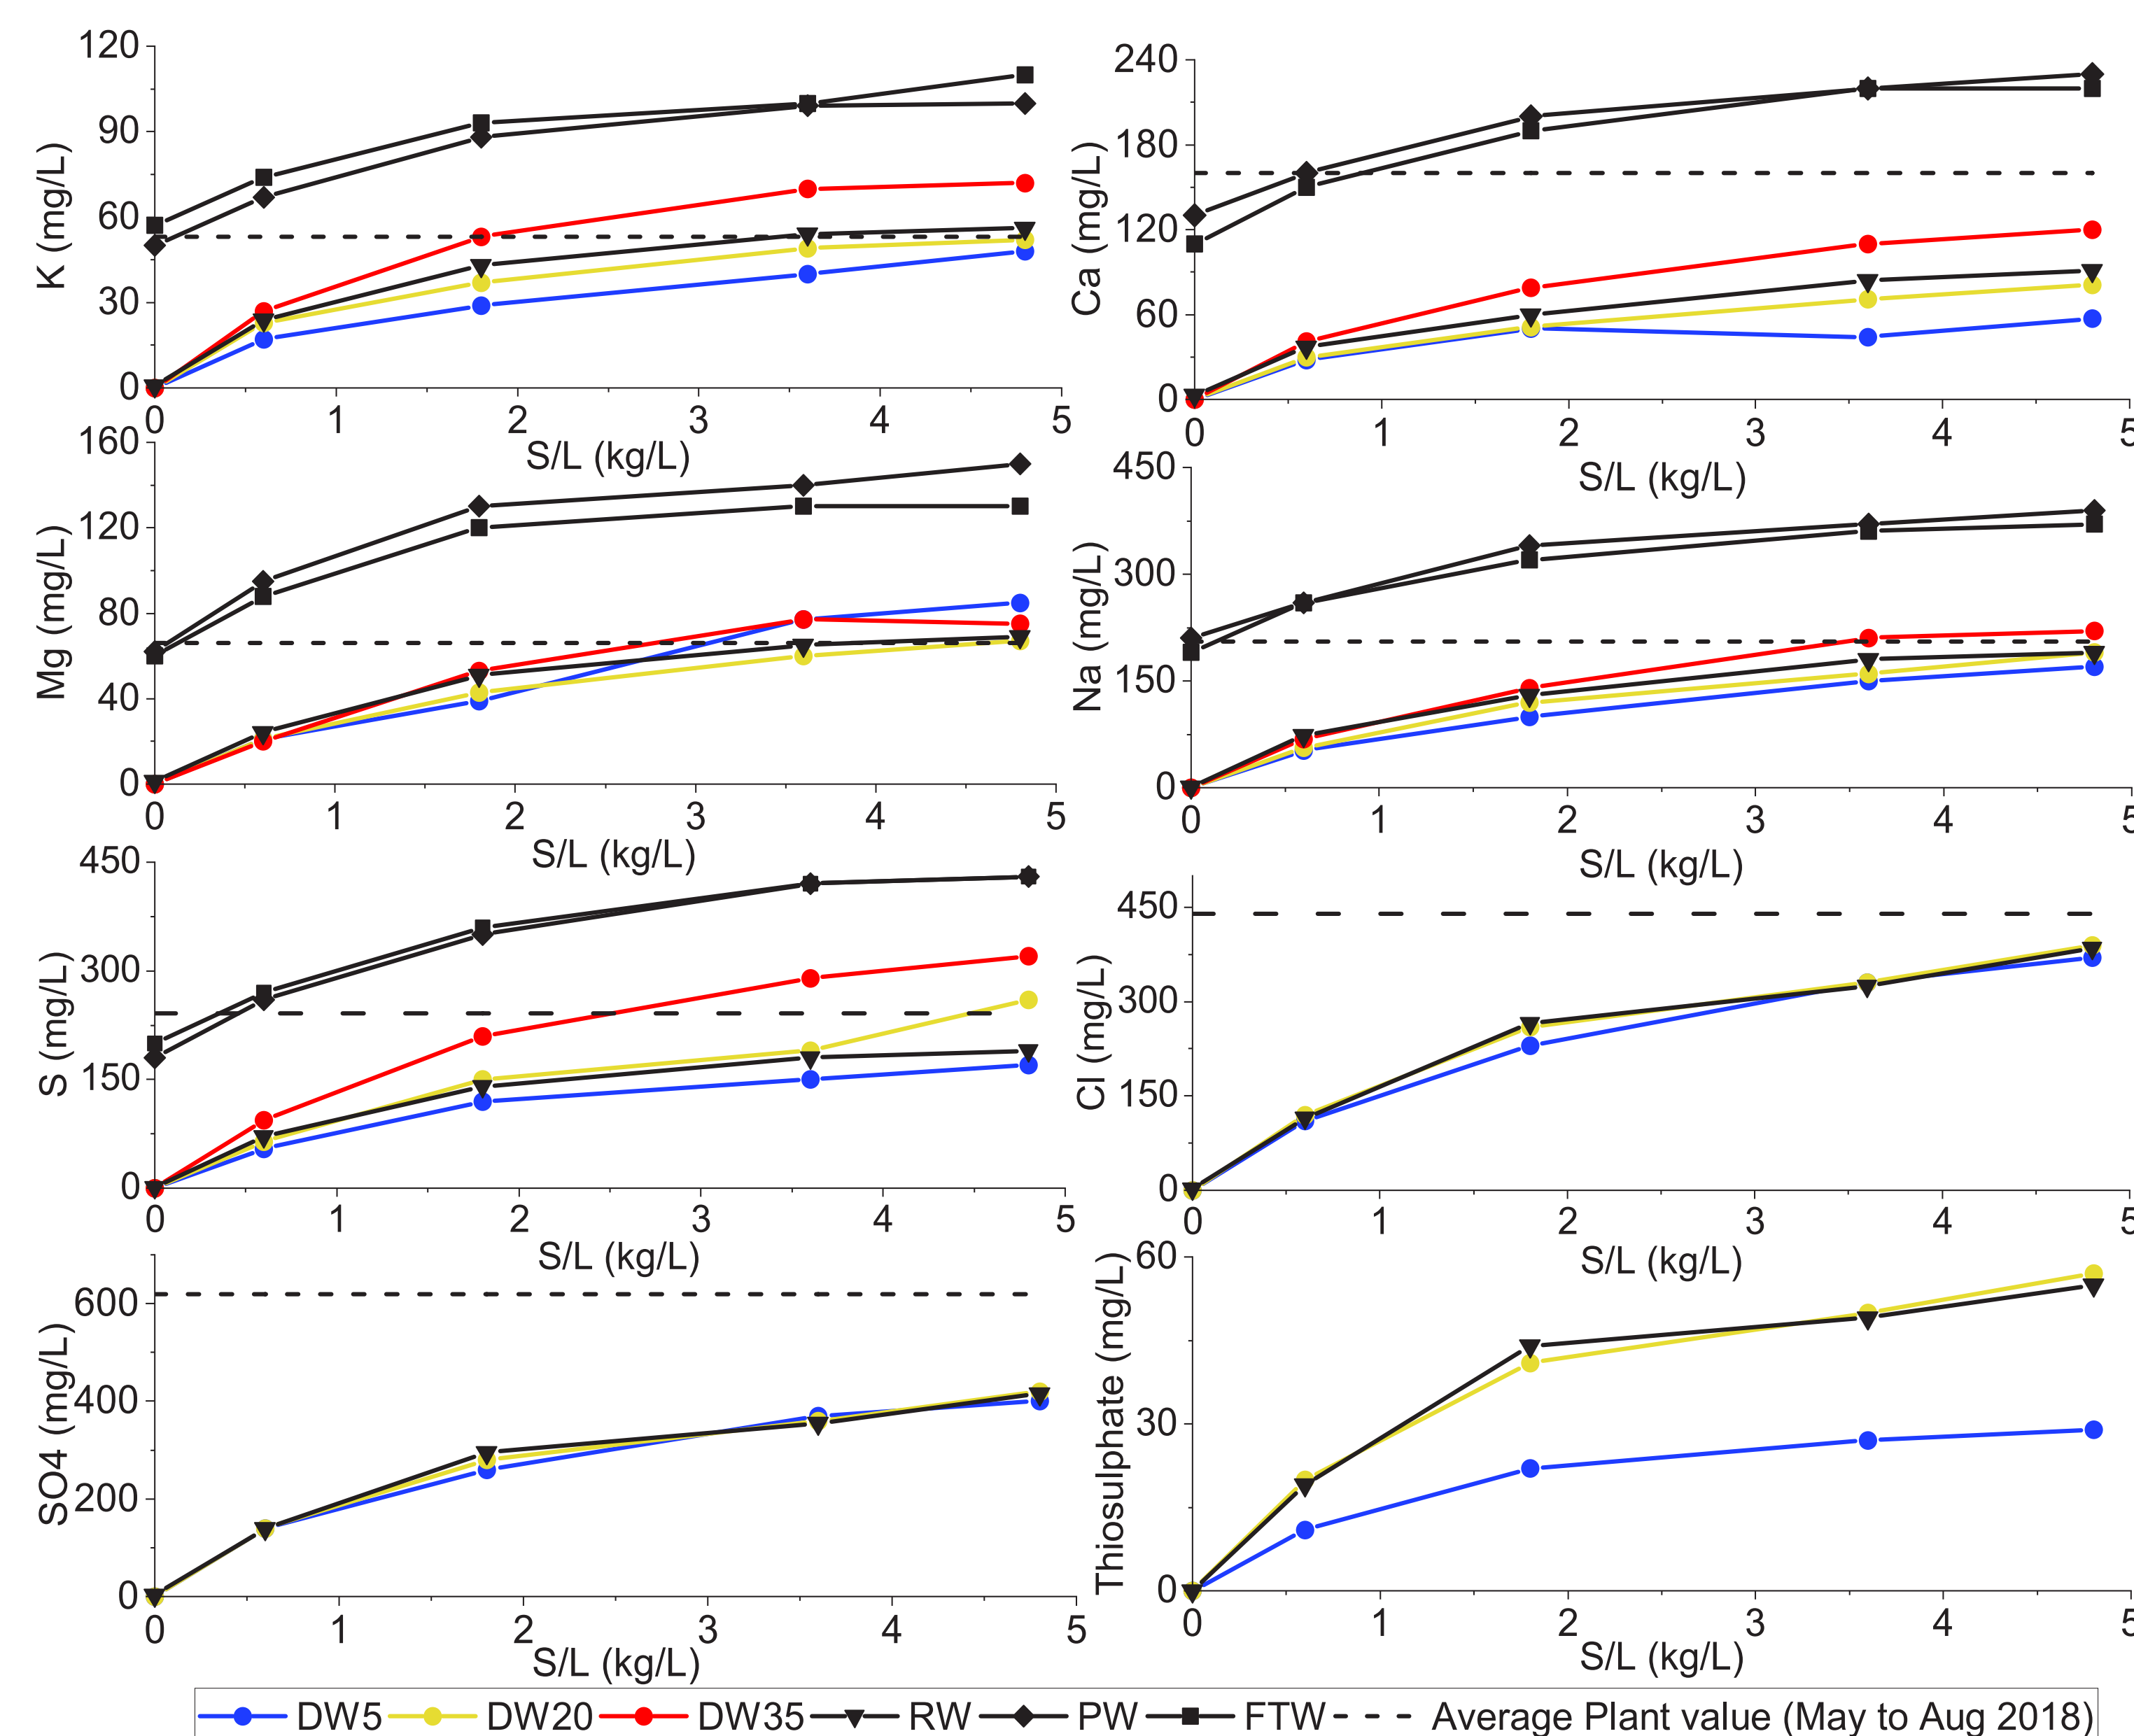 120
90
60
30
0
K (mg/L)
0 1 2 3 4 5
S/L (kg/L)
240
180
120
60
0
Ca (mg/L)
0 1 2 3 4 5
S/L (kg/L)
160
120
80
40
0
Mg (mg/L)
0 1 2 3 4 5
S/L (kg/L)
450
300
150
0
Na (mg/L)
0 1 2 3 4 5
S/L (kg/L)
450
300
150
0
S (mg/L)
0 1 2 3 4 5
S/L (kg/L)
450
300
150
0
Cl (mg/L)
0 1 2 3 4 5
S/L (kg/L)
600
400
200
0
SO4 (mg/L)
0 1 2 3 4 5
S/L (kg/L)
60
30
0
Thiosulphate (mg/L)
0 1 2 3 4 5
S/L (kg/L)
DW5 DW20 DW35 RW PW FTW Average Plant value (May to Aug 2018)